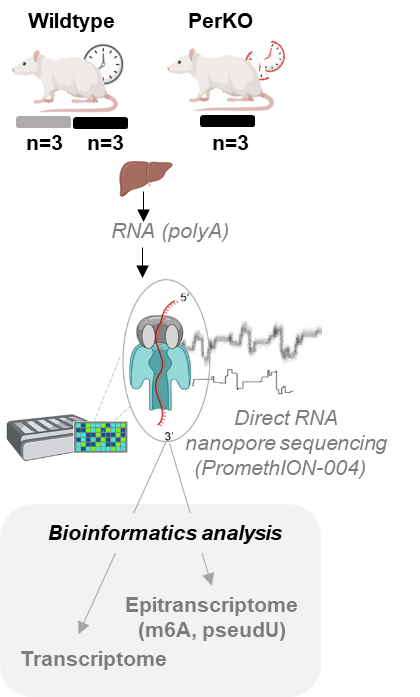 Wildtype PerKO
n=3 n=3 n=3
RNA (polyA)
5'
3'
Direct RNA
nanopore sequencing
(PromethION-004)
Bioinformatics analysis
Epitranscriptome
(m6A, pseudU)
Transcriptome